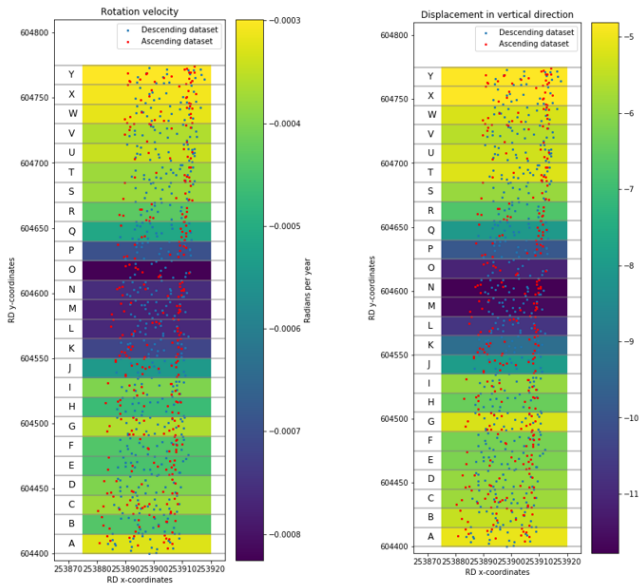 Rotation velocity
Descending dataset
Ascending dataset
604800
604750
604700
604650
604600
604550
604500
604450
604400
RD y-coordinates
Y
X
W
V
U
T
S
R
Q
P
O
N
M
L
K
J
I
H
G
F
E
D
C
B
A
253870 253880 253890 253900 253910 253920
RD x-coordinates
−0.0003
−0.0004
−0.0005
−0.0006
−0.0007
−0.0008
Radians per year
Displacement in vertical direction
Descending dataset
Ascending dataset
604800
604750
604700
604650
604600
604550
604500
604450
604400
RD y-coordinates
Y
X
W
V
U
T
S
R
Q
P
O
N
M
L
K
J
I
H
G
F
E
D
C
B
A
253870 253880 253890 253900 253910 253920
RD x-coordinates
−5
−6
−7
−8
−9
−10
−11